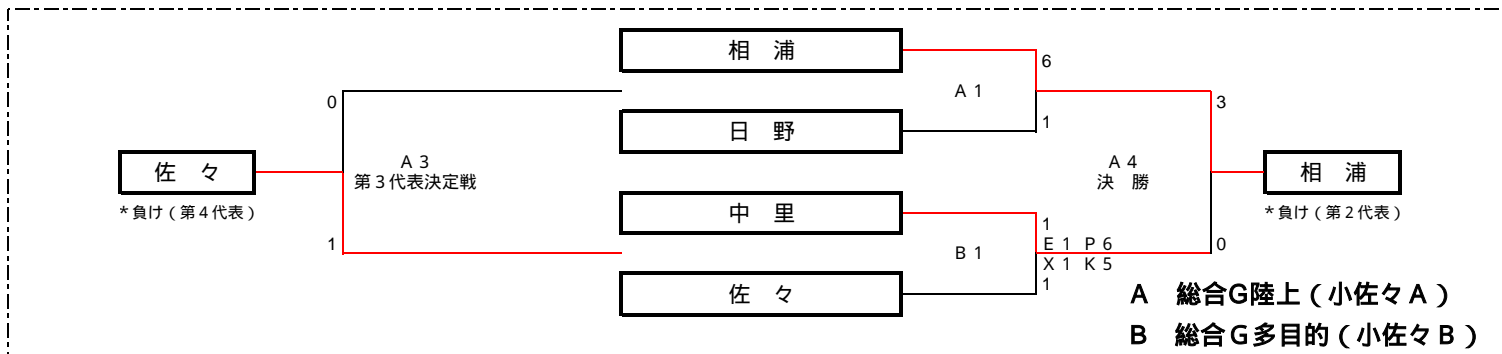 相　浦
6
Ａ１
0
3
日　野
1
佐　々
Ａ３
第３代表決定戦
Ａ４
決　勝
相　浦
＊負け（第４代表）
中　里
＊負け（第２代表）
1
1
Ｂ１
Ｅ１ Ｐ６
Ｘ１ Ｋ５
0
1
佐　々
Ａ　総合G陸上（小佐々Ａ）
Ｂ　総合Ｇ多目的（小佐々Ｂ）